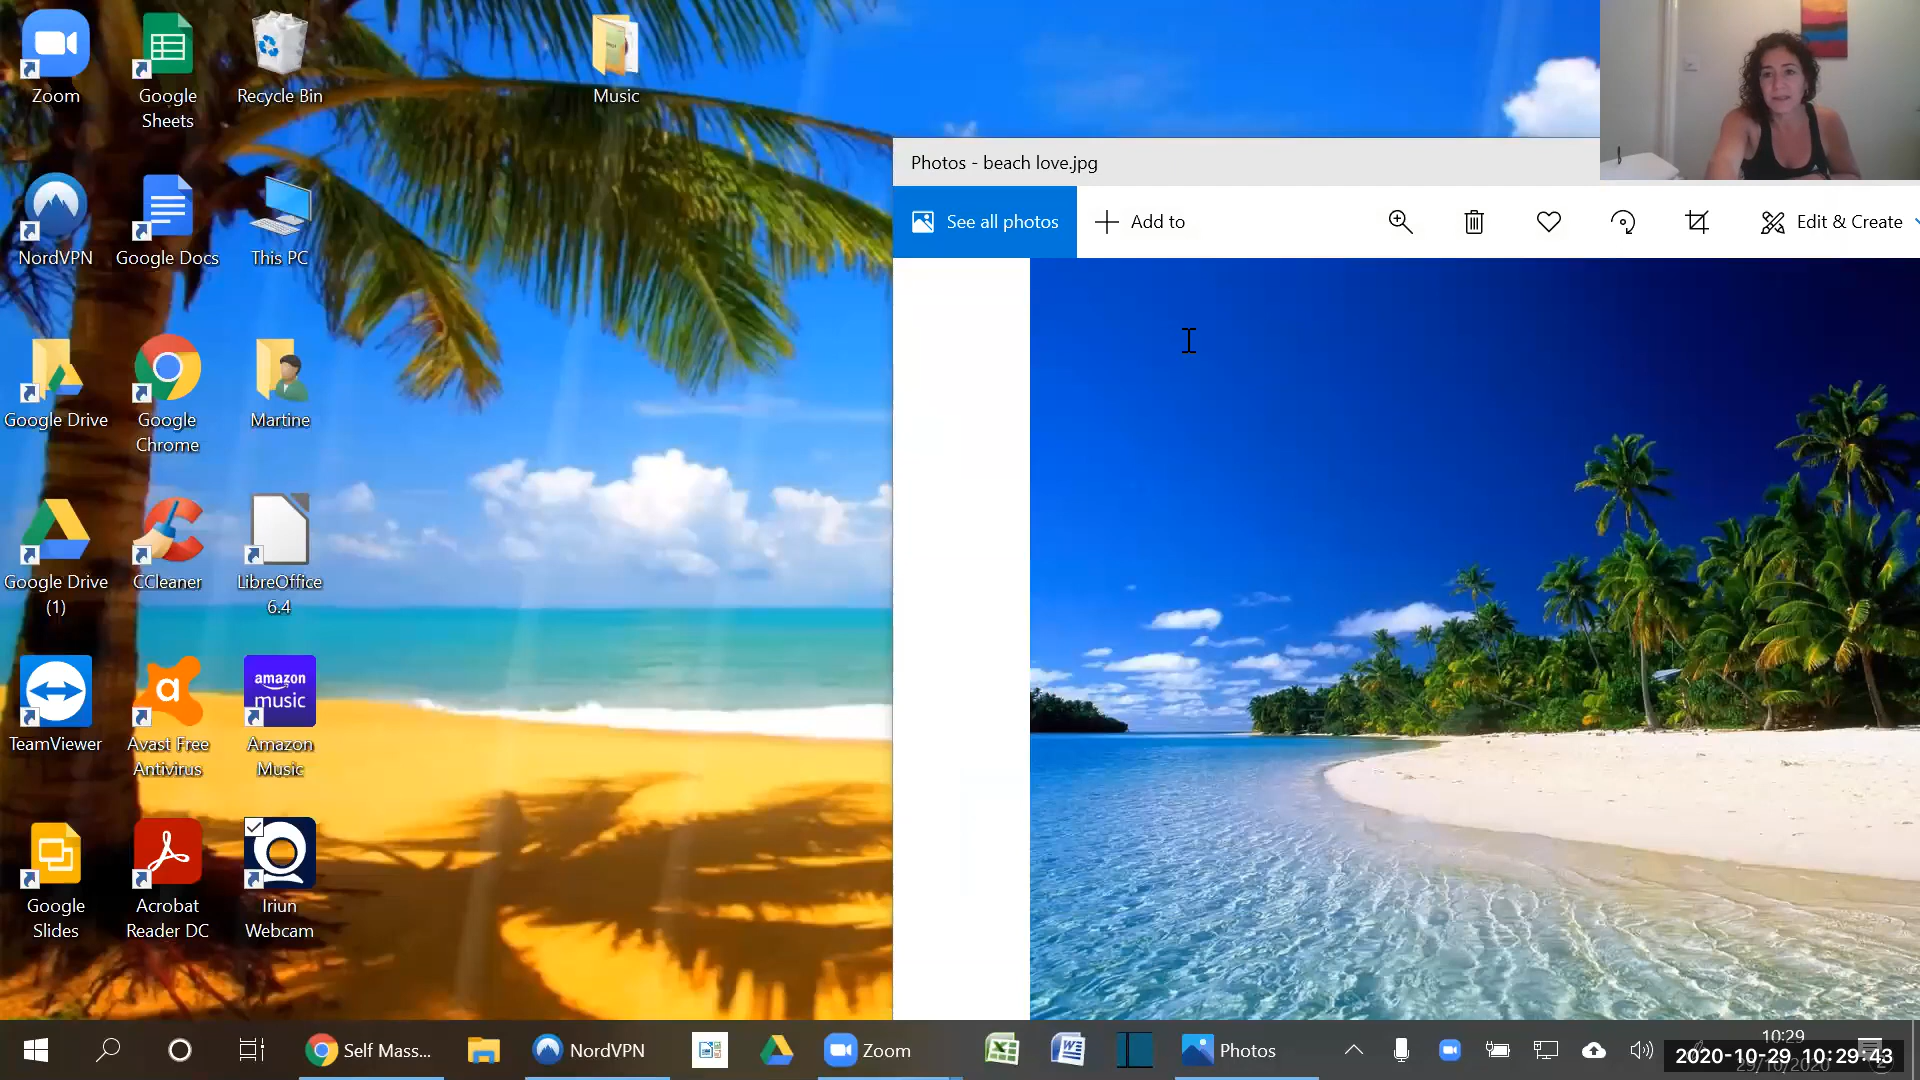 Zoom
Google
Sheets
Recycle Bin
Music
NordVPN
Google Docs
This PC
Google Drive
Google
Chrome
Martine
Google Drive
(1)
CCleaner
LibreOffice
6.4
TeamViewer
Avast Free
Antivirus
amazon
music
Amazon
Music
Google
Slides
Acrobat
Reader DC
Iriun
Webcam
Photos - beach love.jpg
See all photos
Add to
Edit & Create
Self Mass...
NordVPN
Zoom
Photos
10:29
29/10/2020
2020-10-29 10:29:43